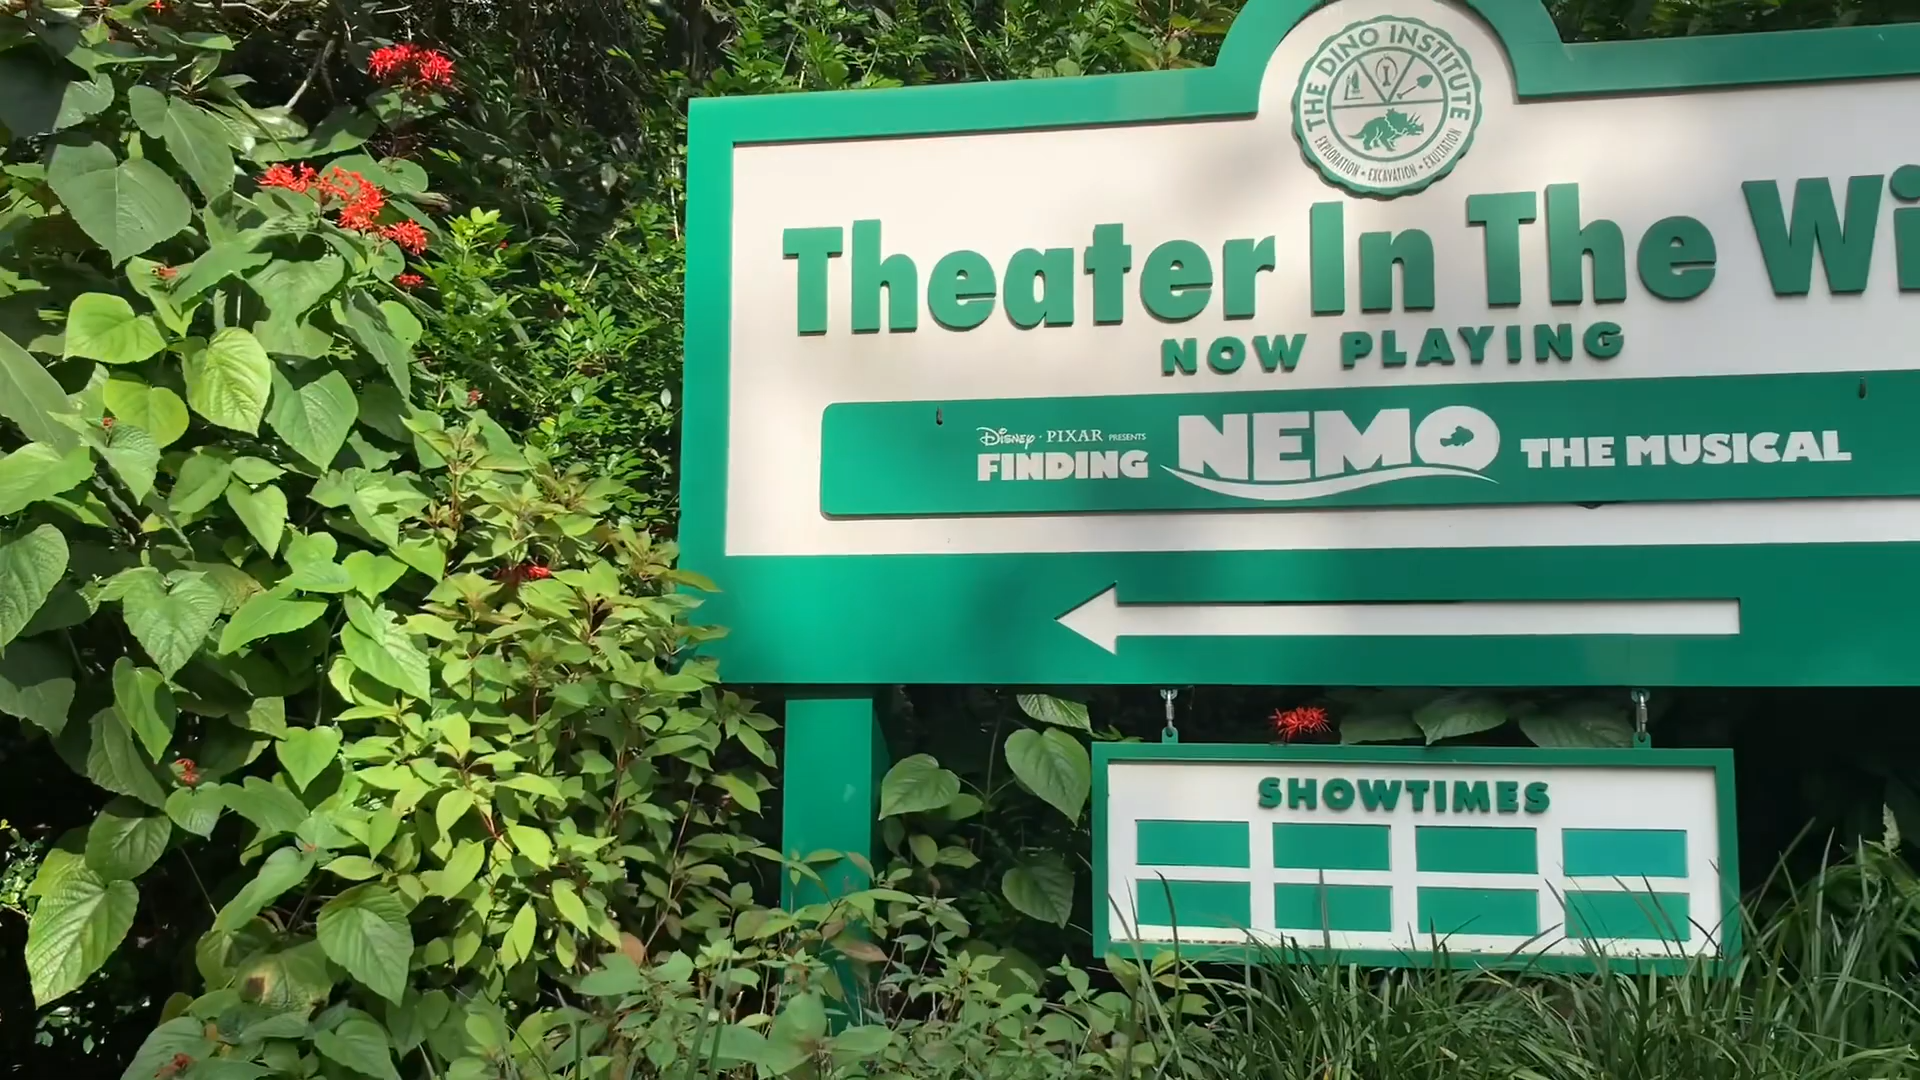 THE DINO INSTITUTE
EXPLORATION • EXCAVATION • EXULTATION
Theater In The Wi
NOW PLAYING
Disney • PIXAR PRESENTS
FINDING NEMO THE MUSICAL
SHOWTIMES